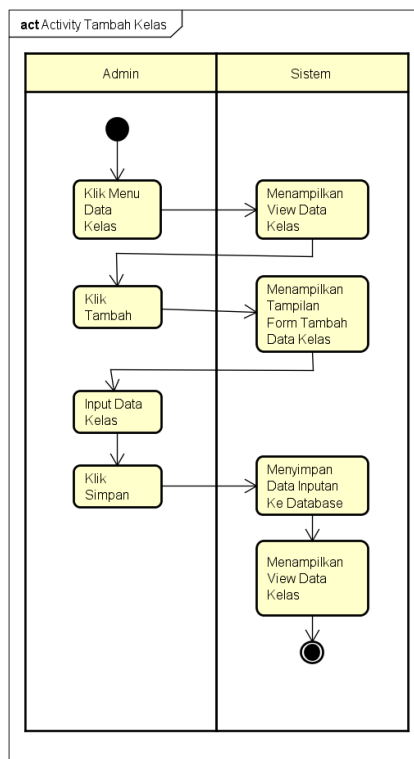 act Activity Tambah Kelas
Admin
Sistem
Klik Menu
Data
Kelas
Menampilkan
View Data
Kelas
Klik
Tambah
Menampilkan
Tampilan
Form Tambah
Data Kelas
Input Data
Kelas
Klik
Simpan
Menyimpan
Data Inputan
Ke Database
Menampilkan
View Data
Kelas